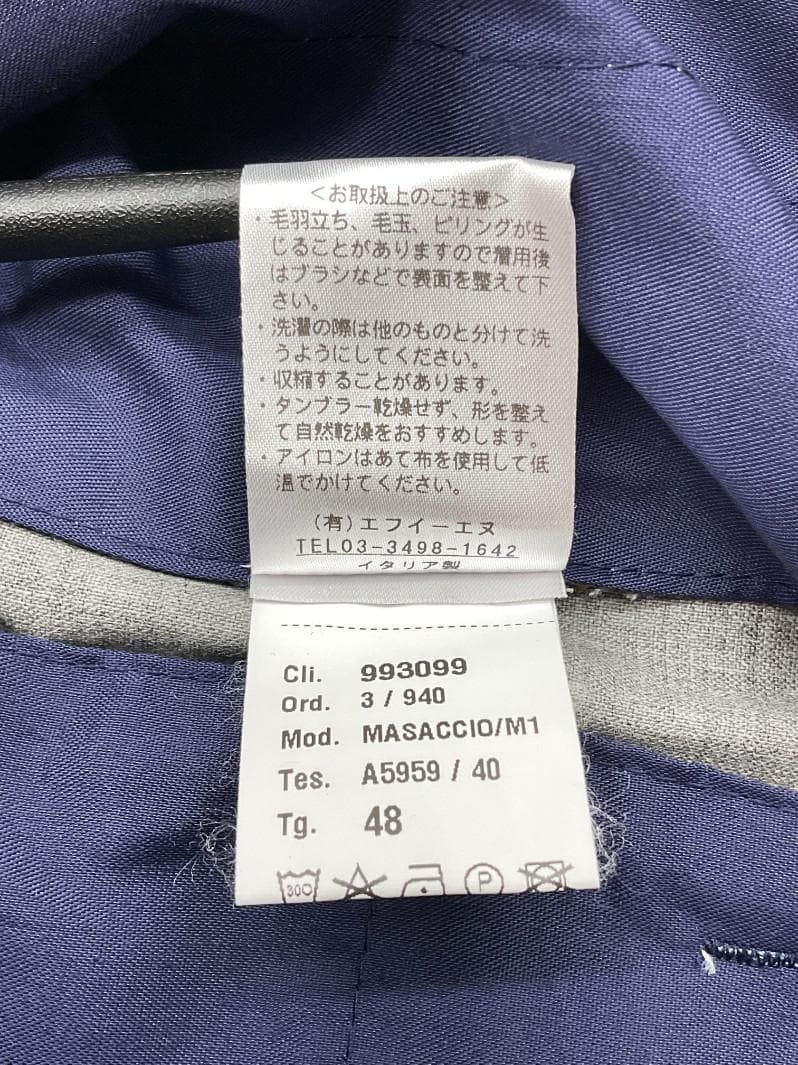 <お取扱上のご注意>
・毛羽立ち、毛玉、ピリングが生
じることがありますので着用後
はブラシなどで表面を整えて下
さい。
・洗濯の際は他のものと分けて洗
うようにしてください。
・収縮することがあります。
・タンブラー乾燥せず、形を整え
て自然乾燥をおすすめします。
・アイロンはあて布を使用して低
温でかけてください。
(有)エフイーエヌ
TEL03-3498-1642
イタリア製
Cli. 993099
Ord. 3 / 940
Mod. MASACCIO/M1
Tes. A5959 / 40
Tg. 48
30C
P